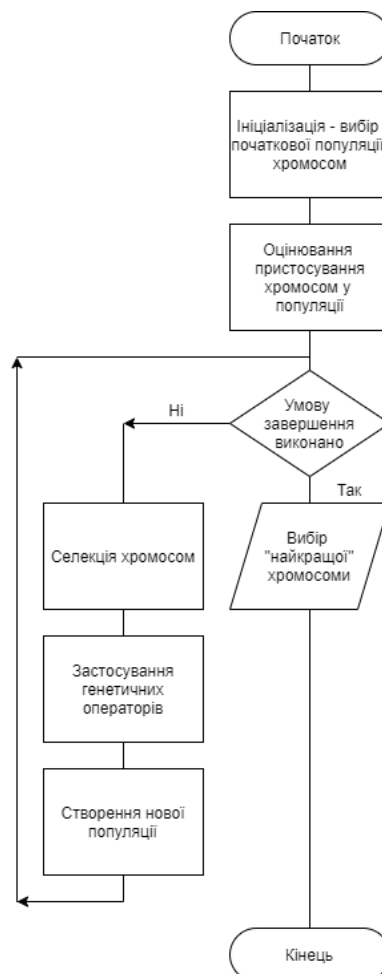 Початок
Ініціалізація - вибір
початкової популяції
хромосом
Оцінювання
пристосування
хромосом у
популяції
Умову
завершення
виконано
Ні
Так
Селекція хромосом
Вибір
"найкращої"
хромосоми
Застосування
генетичних
операторів
Створення нової
популяції
Кінець